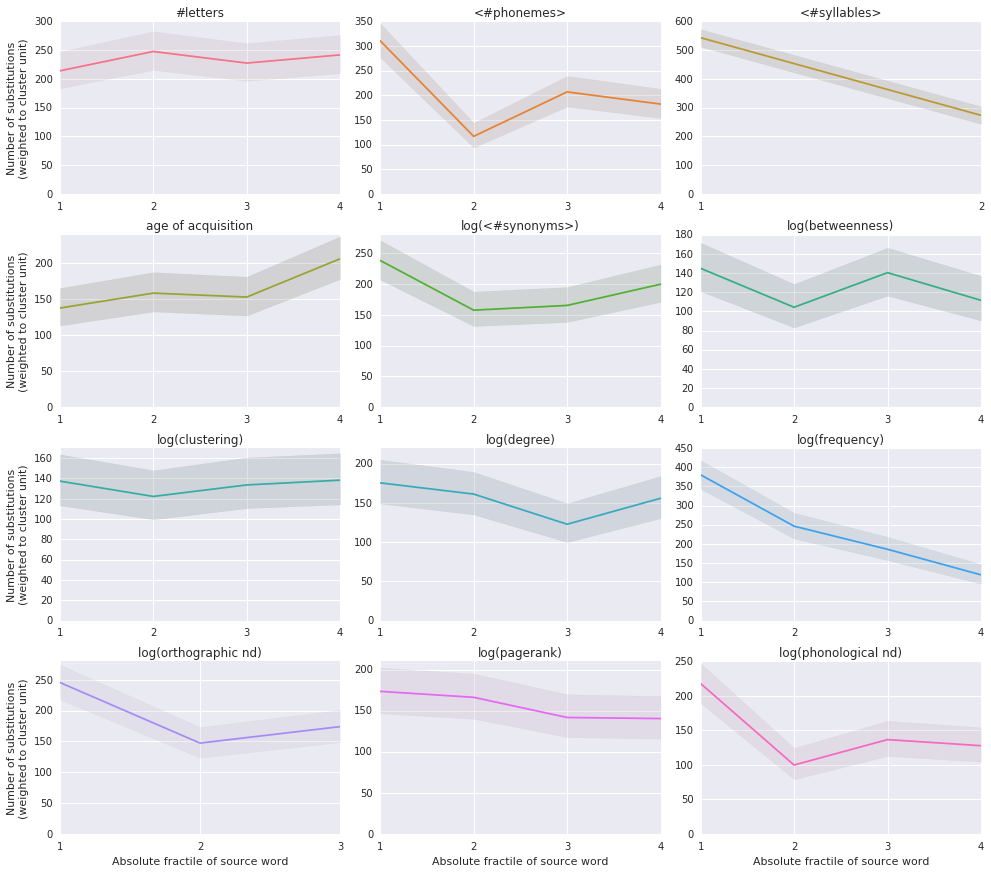 #letters
<#phonemes>
<#syllables>
Number of substitutions
(weighted to cluster unit)
300
250
200
150
100
50
0
1 2 3 4
350
300
250
200
150
100
50
0
1 2 3 4
600
500
400
300
200
100
0
1 2
age of acquisition
log(<#synonyms>)
log(betweenness)
Number of substitutions
(weighted to cluster unit)
200
150
100
50
0
1 2 3 4
250
200
150
100
50
0
1 2 3 4
180
160
140
120
100
80
60
40
20
0
1 2 3 4
log(clustering)
log(degree)
log(frequency)
Number of substitutions
(weighted to cluster unit)
160
140
120
100
80
60
40
20
0
1 2 3 4
200
150
100
50
0
1 2 3 4
450
400
350
300
250
200
150
100
50
0
1 2 3 4
log(orthographic nd)
log(pagerank)
log(phonological nd)
Number of substitutions
(weighted to cluster unit)
250
200
150
100
50
0
1 2 3
Absolute fractile of source word
200
150
100
50
0
1 2 3 4
Absolute fractile of source word
250
200
150
100
50
0
1 2 3 4
Absolute fractile of source word